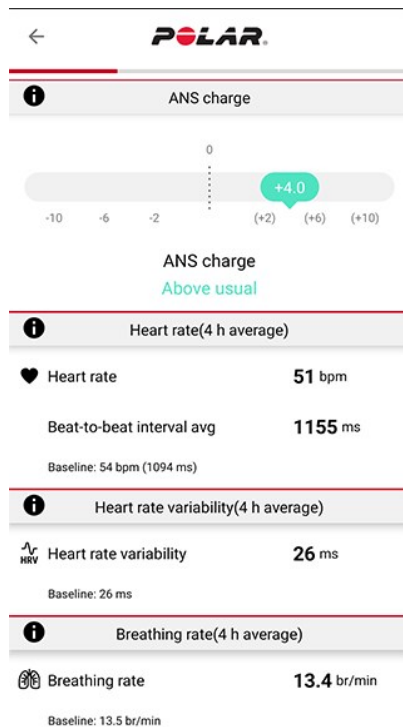 POLAR.
ANS charge
0
+4.0
-10 -6 -2 (+2) (+6) (+10)
ANS charge
Above usual
Heart rate(4 h average)
Heart rate 51 bpm
Beat-to-beat interval avg 1155 ms
Baseline: 54 bpm (1094 ms)
Heart rate variability(4 h average)
HRV Heart rate variability 26 ms
Baseline: 26 ms
Breathing rate(4 h average)
Breathing rate 13.4 br/min
Baseline: 13.5 br/min